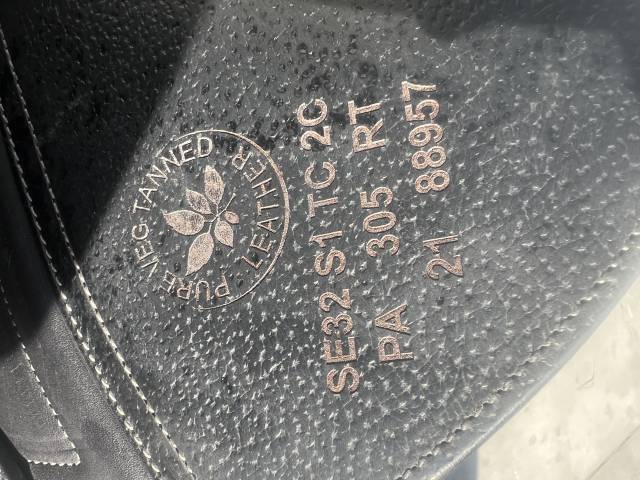 PURE VEG TANNED LEATHER
SE32 S1 TC 2C
PA 305 RT
21 88957